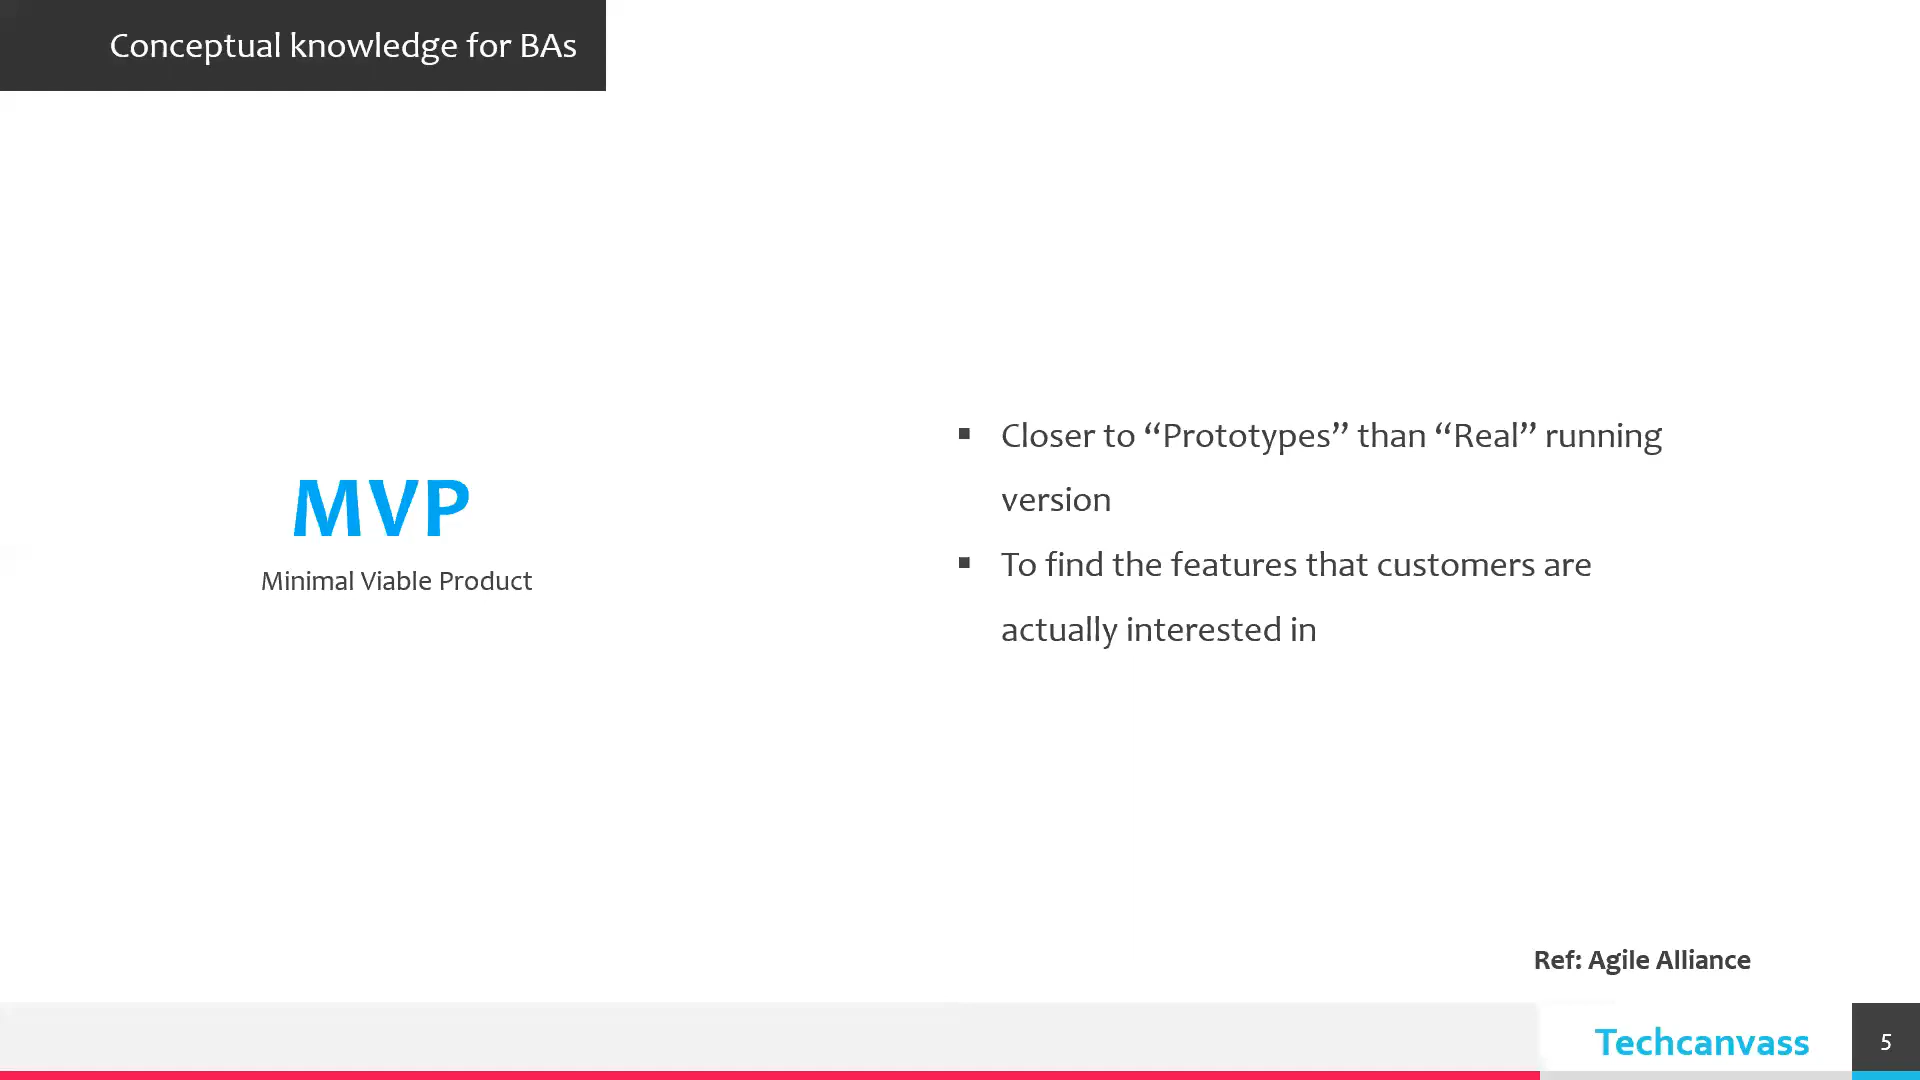 Conceptual knowledge for BAs
MVP
Minimal Viable Product
▪ Closer to “Prototypes” than “Real” running
version
▪ To find the features that customers are
actually interested in
Ref: Agile Alliance
Techcanvass
5